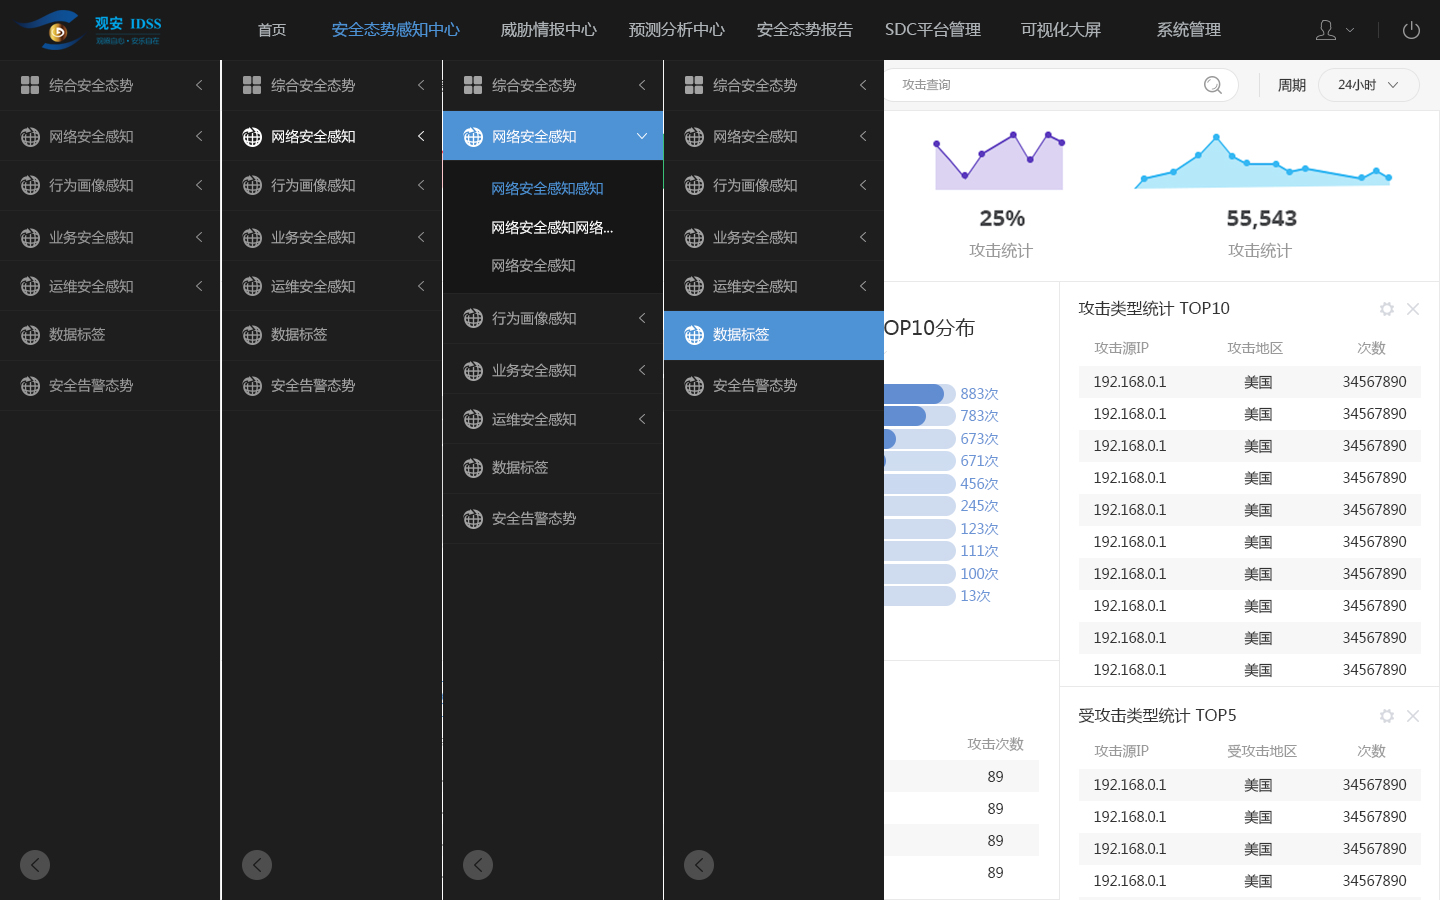 观安 IDSS
首页
安全态势感知中心
威胁情报中心
预测分析中心
安全态势报告
SDC平台管理
可视化大屏
系统管理
综合安全态势
网络安全感知
行为画像感知
业务安全感知
运维安全感知
数据标签
安全告警态势
综合安全态势
网络安全感知
行为画像感知
业务安全感知
运维安全感知
数据标签
安全告警态势
综合安全态势
网络安全感知
网络安全感知感知
网络安全感知网络...
网络安全感知
行为画像感知
业务安全感知
运维安全感知
数据标签
安全告警态势
综合安全态势
网络安全感知
行为画像感知
业务安全感知
运维安全感知
数据标签
安全告警态势
攻击查询
周期
24小时
25%
攻击统计
55,543
攻击统计
OP10分布
883次
783次
673次
671次
456次
245次
123次
111次
100次
13次
攻击次数
89
89
89
89
攻击类型统计 TOP10
攻击源IP 攻击地区 次数
192.168.0.1 美国 34567890
192.168.0.1 美国 34567890
192.168.0.1 美国 34567890
192.168.0.1 美国 34567890
192.168.0.1 美国 34567890
192.168.0.1 美国 34567890
192.168.0.1 美国 34567890
192.168.0.1 美国 34567890
192.168.0.1 美国 34567890
192.168.0.1 美国 34567890
受攻击类型统计 TOP5
攻击源IP 受攻击地区 次数
192.168.0.1 美国 34567890
192.168.0.1 美国 34567890
192.168.0.1 美国 34567890
192.168.0.1 美国 34567890